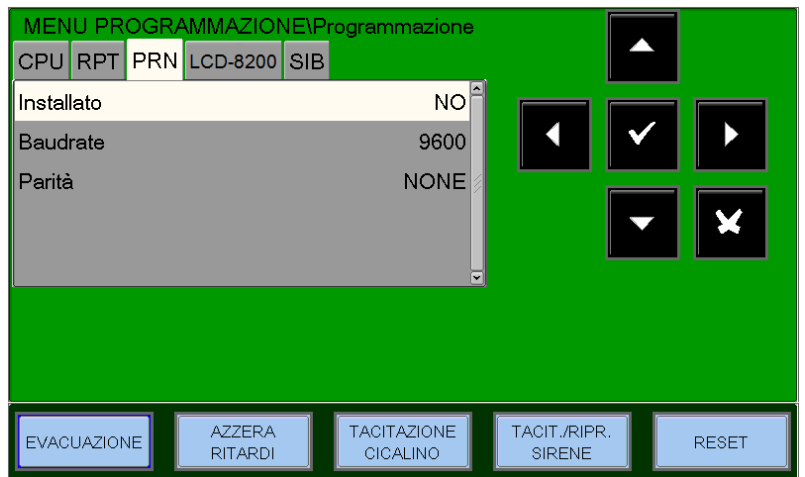 MENU PROGRAMMAZIONE\Programmazione
CPU RPT PRN LCD-8200 SIB
Installato NO
Baudrate 9600
Parità NONE
EVACUAZIONE
AZZERA
RITARDI
TACITAZIONE
CICALINO
TACIT./RIPR.
SIRENE
RESET